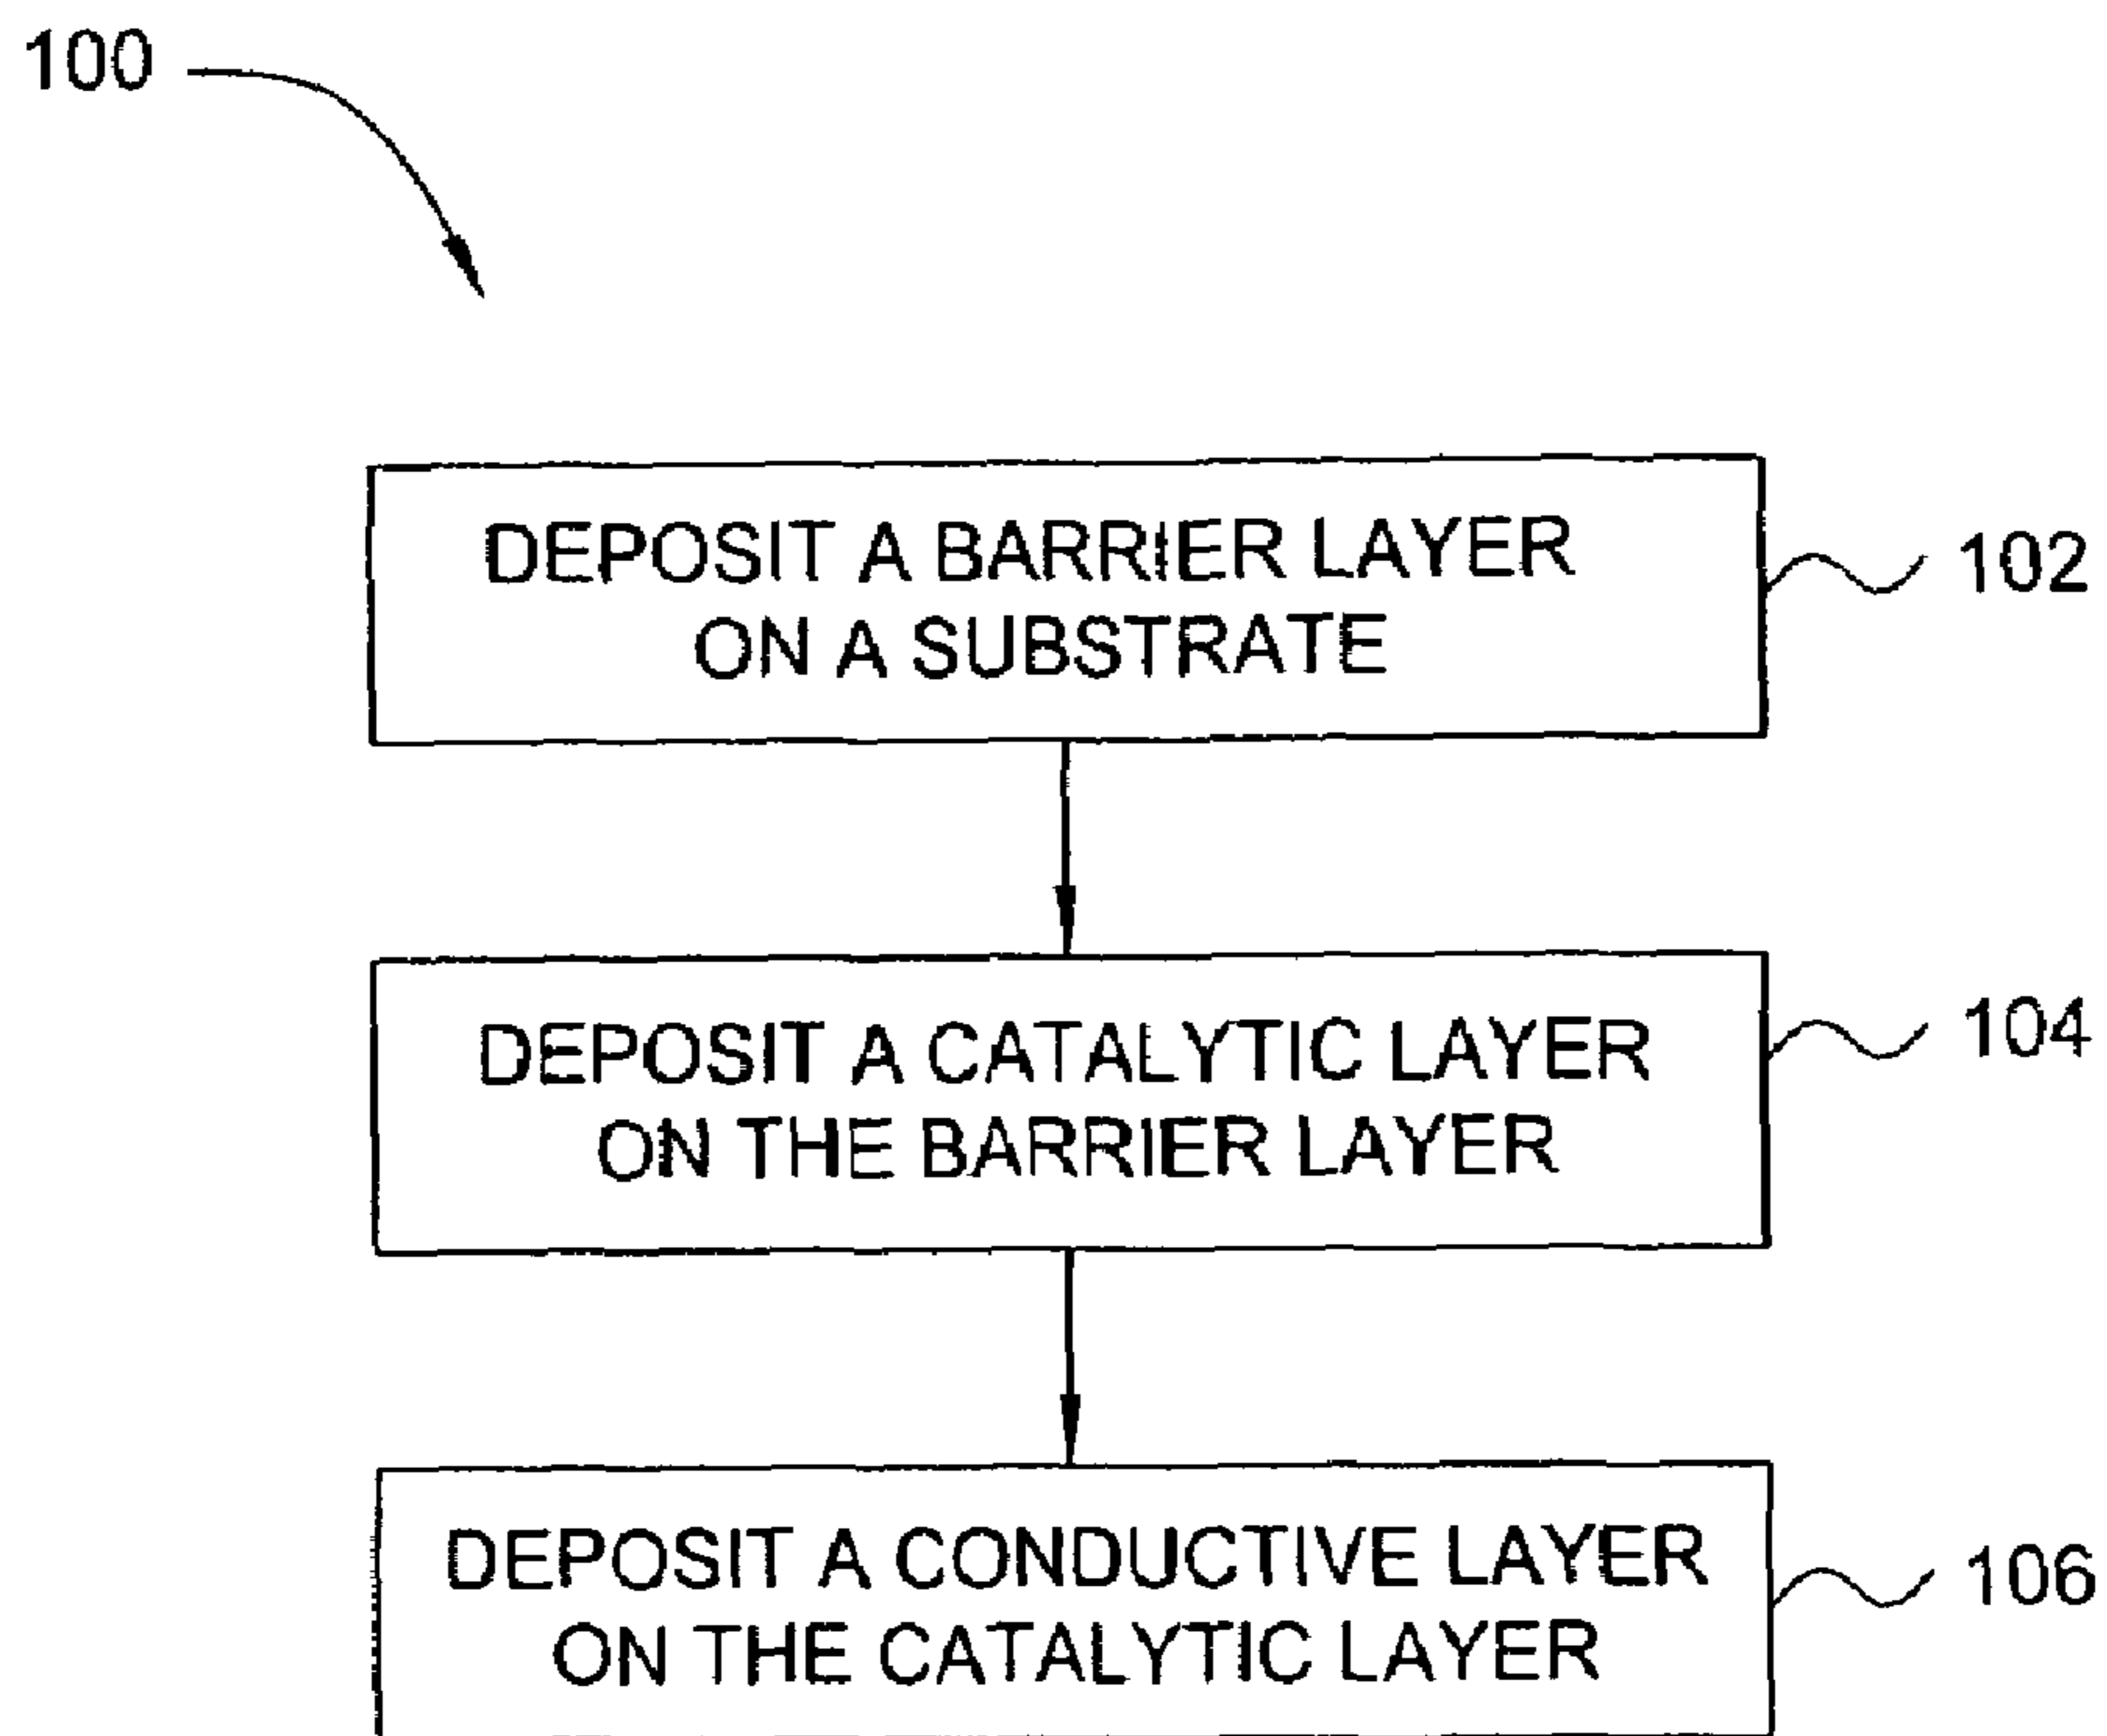 100
DEPOSIT A BARRIER LAYER
ON A SUBSTRATE
102
DEPOSIT A CATALYTIC LAYER
ON THE BARRIER LAYER
104
DEPOSIT A CONDUCTIVE LAYER
ON THE CATALYTIC LAYER
106